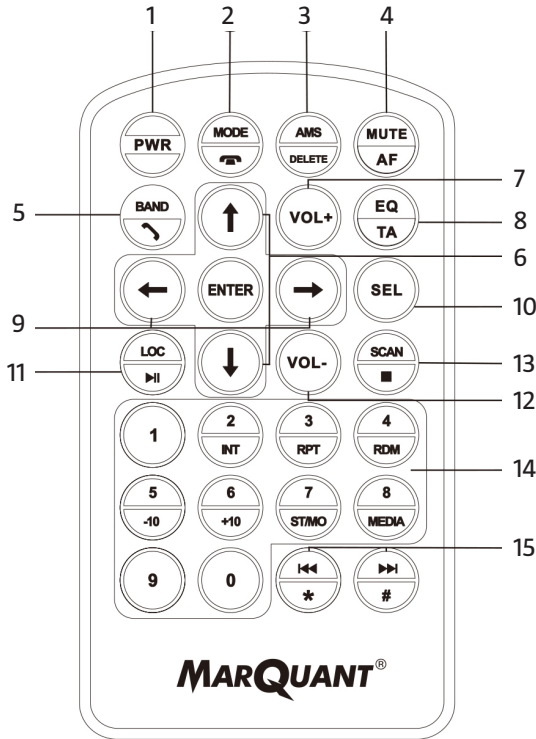 1 2 3 4
PWR MODE AMS MUTE
DELETE AF
7
5 BAND VOL+ EQ 8
TA
6
ENTER SEL 10
9
11 LOC VOL- SCAN 13
12
1 2 3 4
INT RPT RDM
14
5 6 7 8
-10 +10 ST/MO MEDIA
15
9 0 * #
MARQUANT®